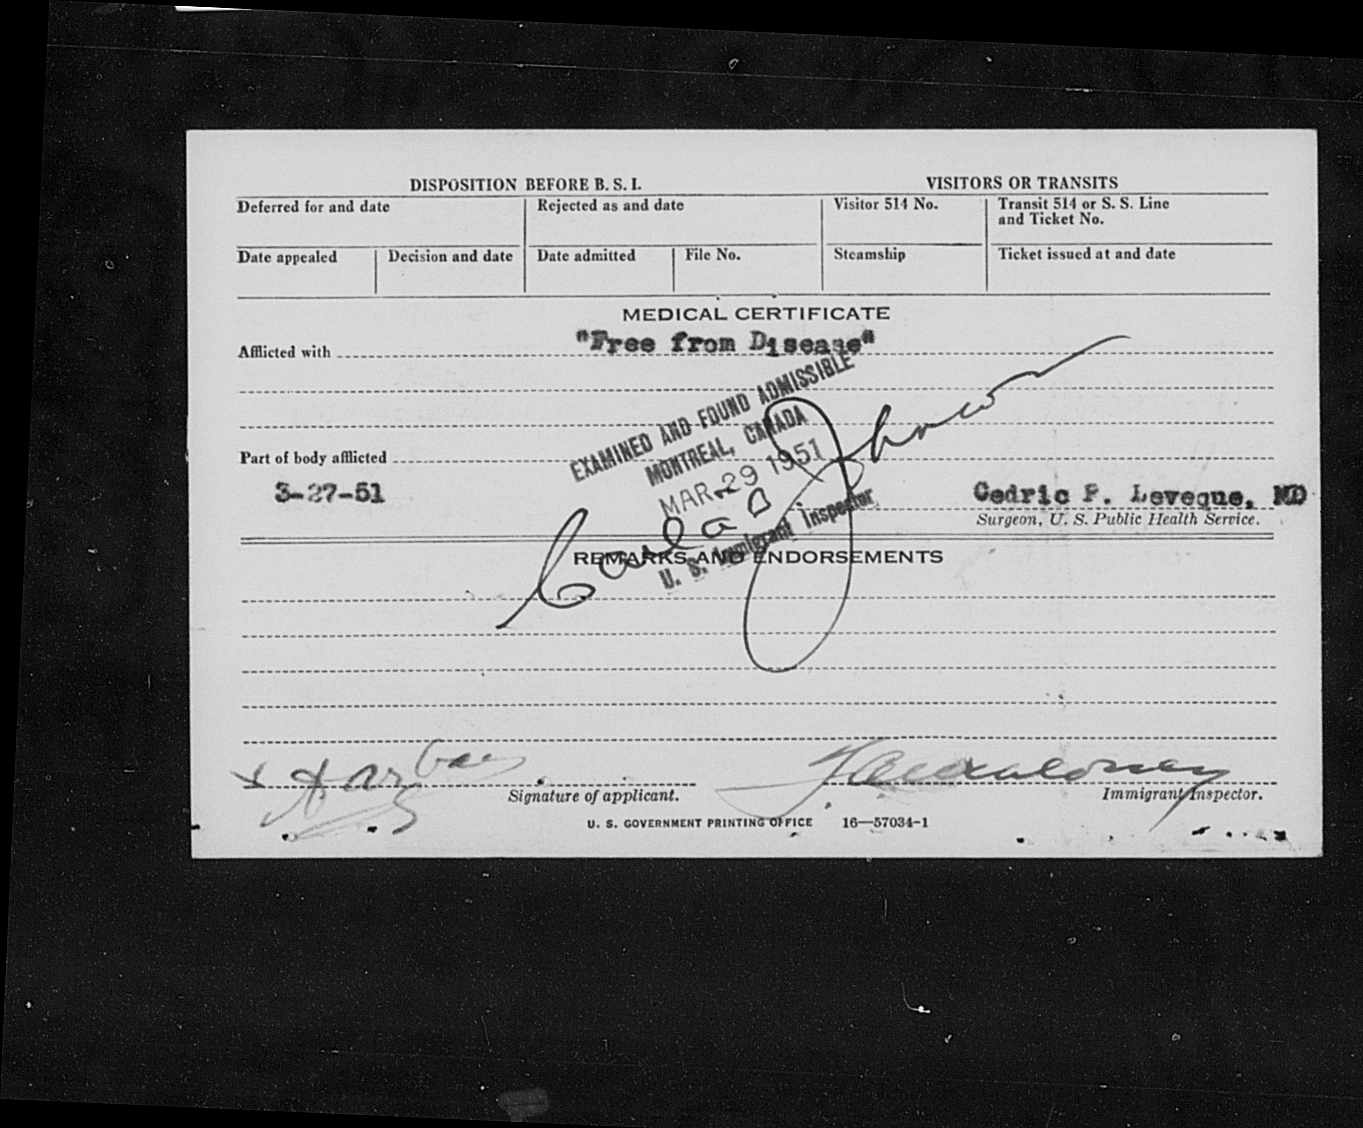 DISPOSITION BEFORE B. S. I.
VISITORS OR TRANSITS
Deferred for and date
Rejected as and date
Visitor 514 No.
Transit 514 or S. S. Line
and Ticket No.
Date appealed
Decision and date
Date admitted
File No.
Steamship
Ticket issued at and date
MEDICAL CERTIFICATE
Afflicted with
"Free from Disease"
EXAMINED AND FOUND ADMISSIBLE
MONTREAL, CANADA
MAR. 29 1951
U. S. Immigrant Inspector
Part of body afflicted
3-27-51
Cedric P. Leveque, MD
Surgeon, U. S. Public Health Service.
REMARKS AND ENDORSEMENTS
Signature of applicant.
Immigrant Inspector.
U. S. GOVERNMENT PRINTING OFFICE 16—57034-1